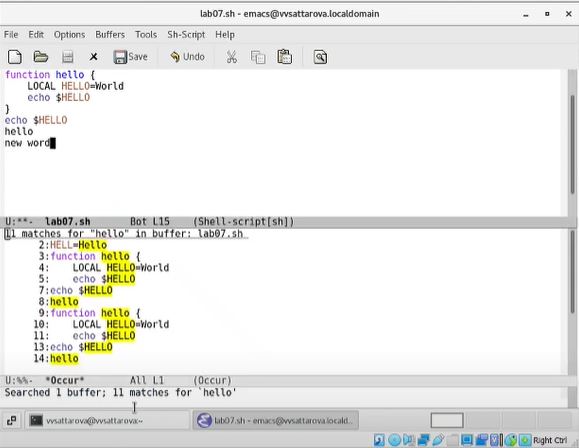 lab07.sh - emacs@vvsattarova.localdomain
File Edit Options Buffers Tools Sh-Script Help
Save Undo
function hello {
    LOCAL HELLO=World
    echo $HELLO
}
echo $HELLO
hello
new word
U:**-  lab07.sh       Bot L15    (Shell-script[sh])
11 matches for "hello" in buffer: lab07.sh
      2:HELL=Hello
      3:function hello {
      4:    LOCAL HELLO=World
      5:    echo $HELLO
      7:echo $HELLO
      8:hello
      9:function hello {
     10:    LOCAL HELLO=World
     11:    echo $HELLO
     13:echo $HELLO
     14:hello
U:%%-  *Occur*        All L1     (Occur)
Searched 1 buffer; 11 matches for `hello'
vvsattarova@vvsattarova:~ lab07.sh - emacs@vvsattarova.locald...
Right Ctrl